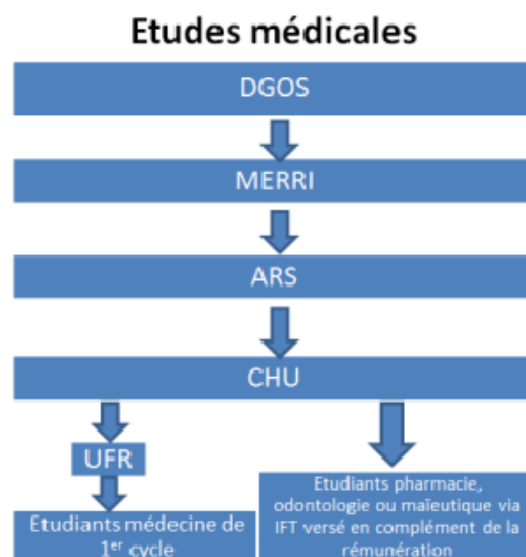 Etudes médicales
DGOS
MERRI
ARS
CHU
UFR
Etudiants médecine de
1er cycle
Etudiants pharmacie,
odontologie ou maïeutique via
IFT versé en complément de la
rémunération